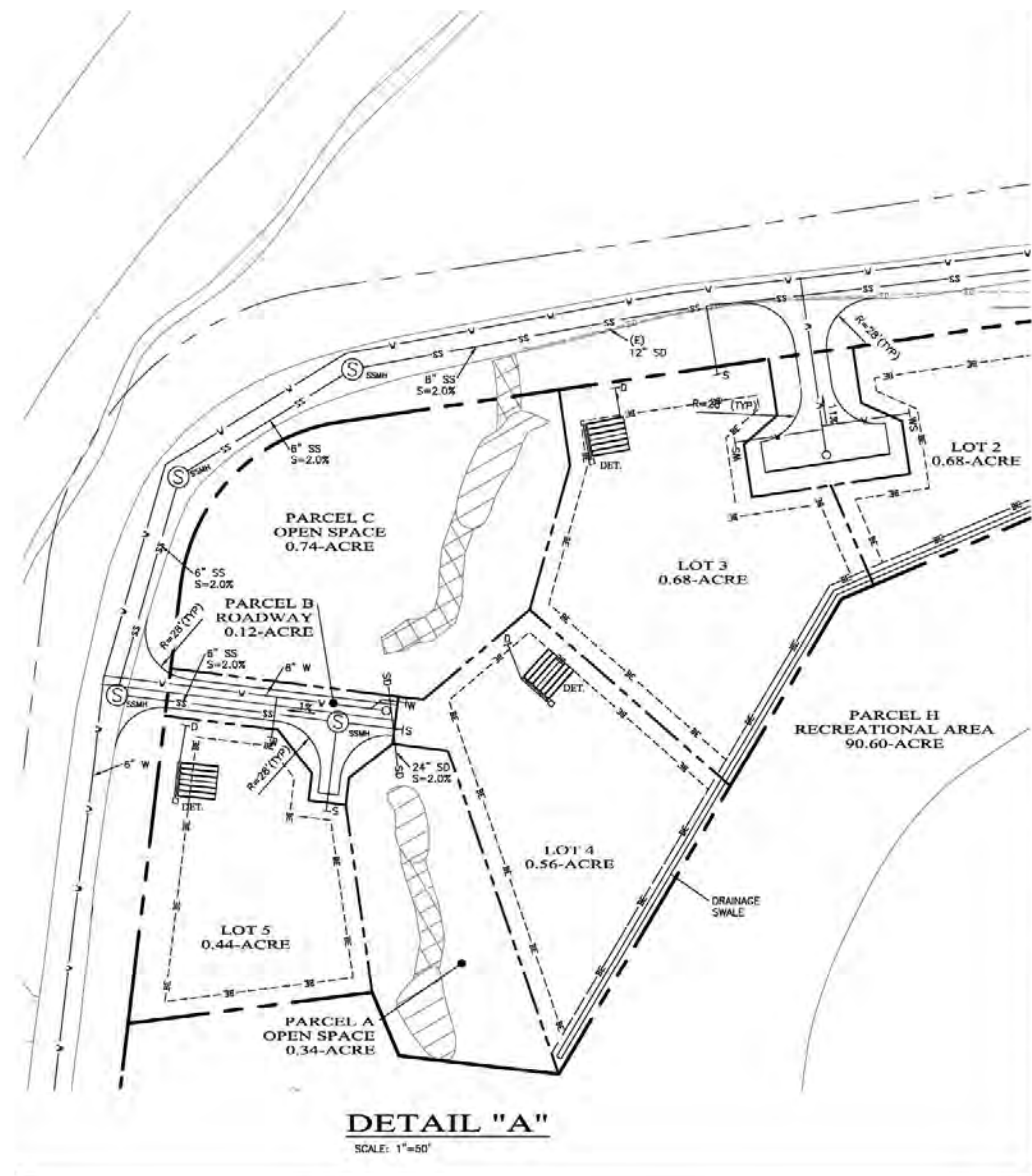 R=28'(TYP)
(E)
12" SD
8" SS
S=2.0%
SSMH
6" SS
S=2.0%
SSMH
R=28' (TYP)
1%
LOT 2
0.68-ACRE
DET.
PARCEL C
OPEN SPACE
0.74-ACRE
LOT 3
0.68-ACRE
6" SS
S=2.0%
PARCEL B
ROADWAY
0.12-ACRE
R=28'(TYP)
6" SS
S=2.0%
8" W
SSMH
1%
SSMH
DET.
PARCEL H
RECREATIONAL AREA
90.60-ACRE
6" W
R=28'(TYP)
24" SD
S=2.0%
DET.
LOT 4
0.56-ACRE
DRAINAGE
SWALE
LOT 5
0.44-ACRE
PARCEL A
OPEN SPACE
0.34-ACRE
DETAIL "A"
SCALE: 1"=50'